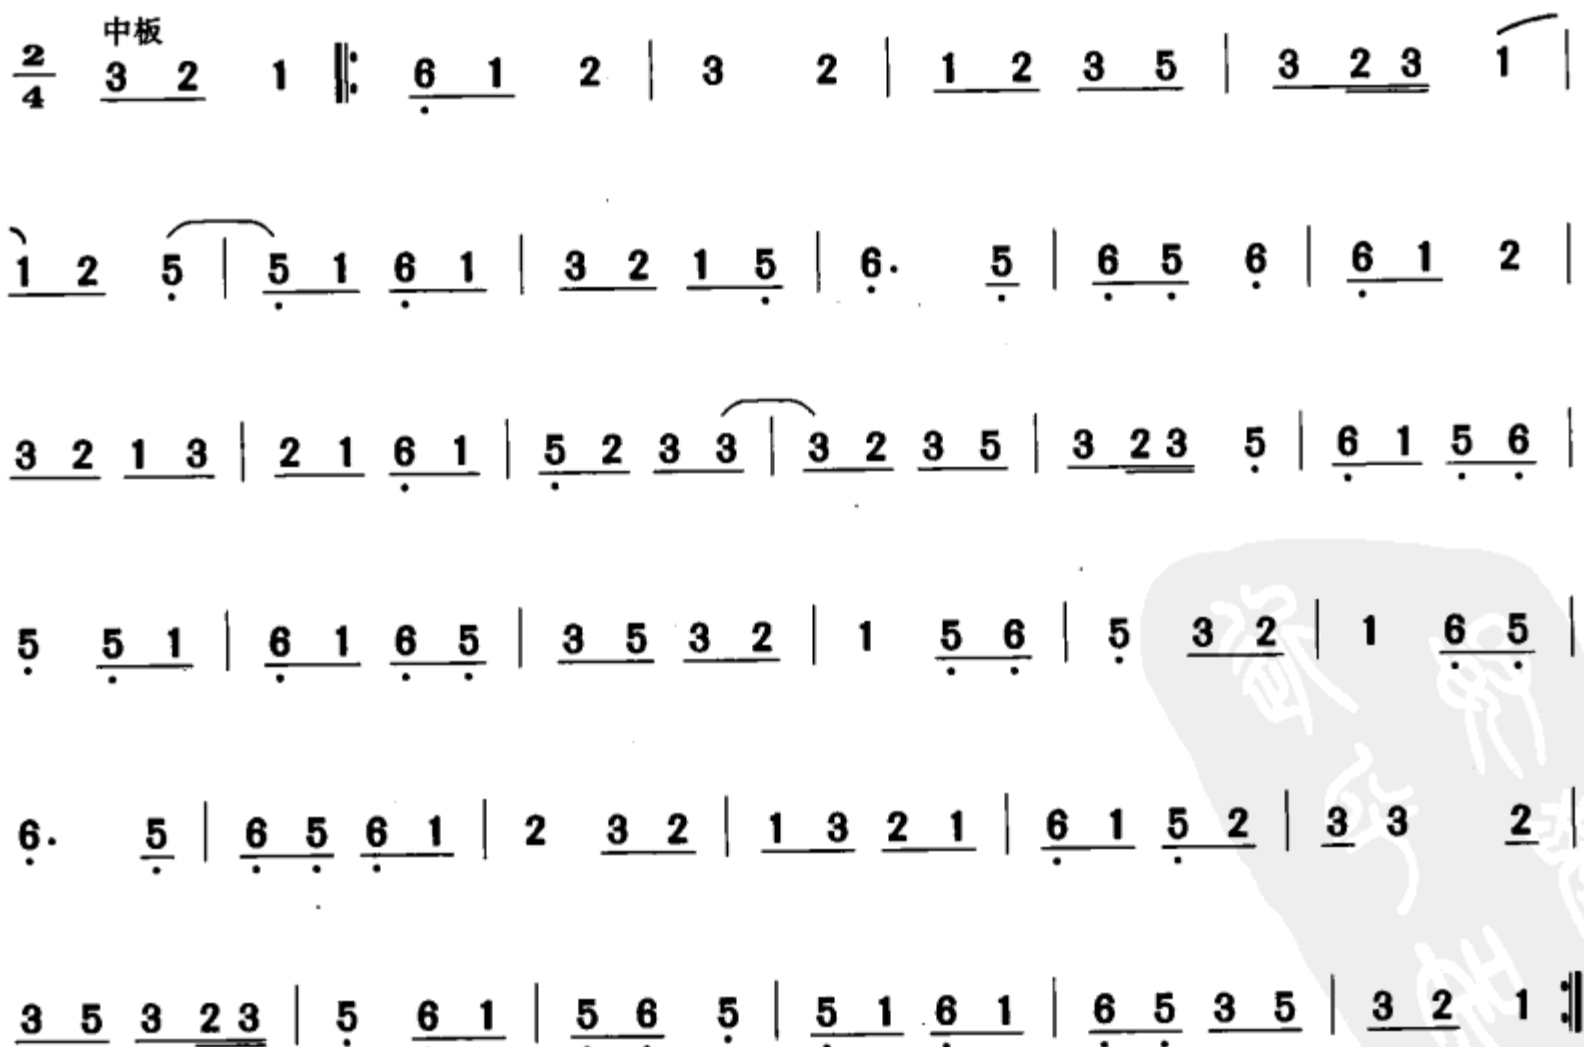 中板
2/4 3 2 1 ‖: 6̣ 1 2 | 3 2 | 1 2 3 5 | 3 2 3 1 |
1 2 5̣ | 5̣ 1 6̣ 1 | 3 2 1 5̣ | 6̣. 5̣ | 6̣ 5̣ 6̣ | 6̣ 1 2 |
3 2 1 3 | 2 1 6̣ 1 | 5̣ 2 3 3 | 3 2 3 5 | 3 2 3 5̣ | 6̣ 1 5̣ 6̣ |
5̣ 5̣ 1 | 6̣ 1 6̣ 5̣ | 3 5 3 2 | 1 5̣ 6̣ | 5̣ 3 2 | 1 6̣ 5̣ |
6̣. 5̣ | 6̣ 5̣ 6̣ 1 | 2 3 2 | 1 3 2 1 | 6̣ 1 5̣ 2 | 3 3 2 |
3 5 3 2 3 | 5̣ 6̣ 1 | 5̣ 6̣ 5̣ | 5̣ 1 6̣ 1 | 6̣ 5̣ 3 5 | 3 2 1 :‖